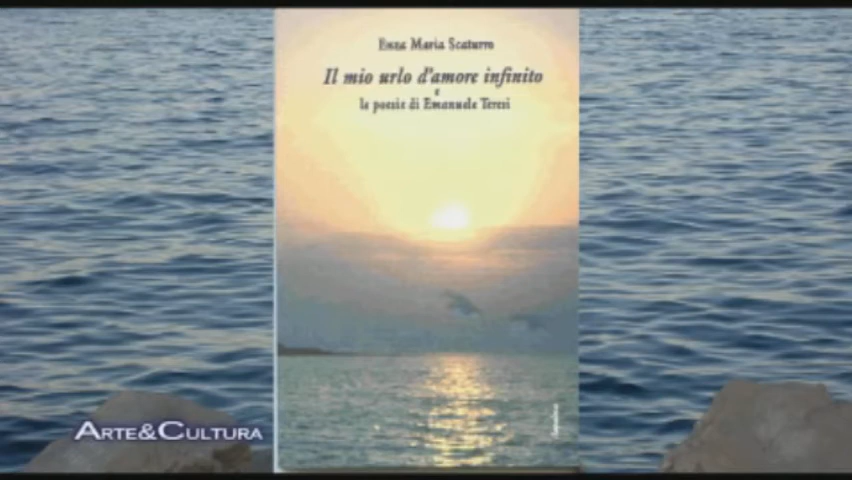 Enza Maria Scaturro
Il mio urlo d'amore infinito
e
le poesie di Emanuele Teresi
ARTE&CULTURA